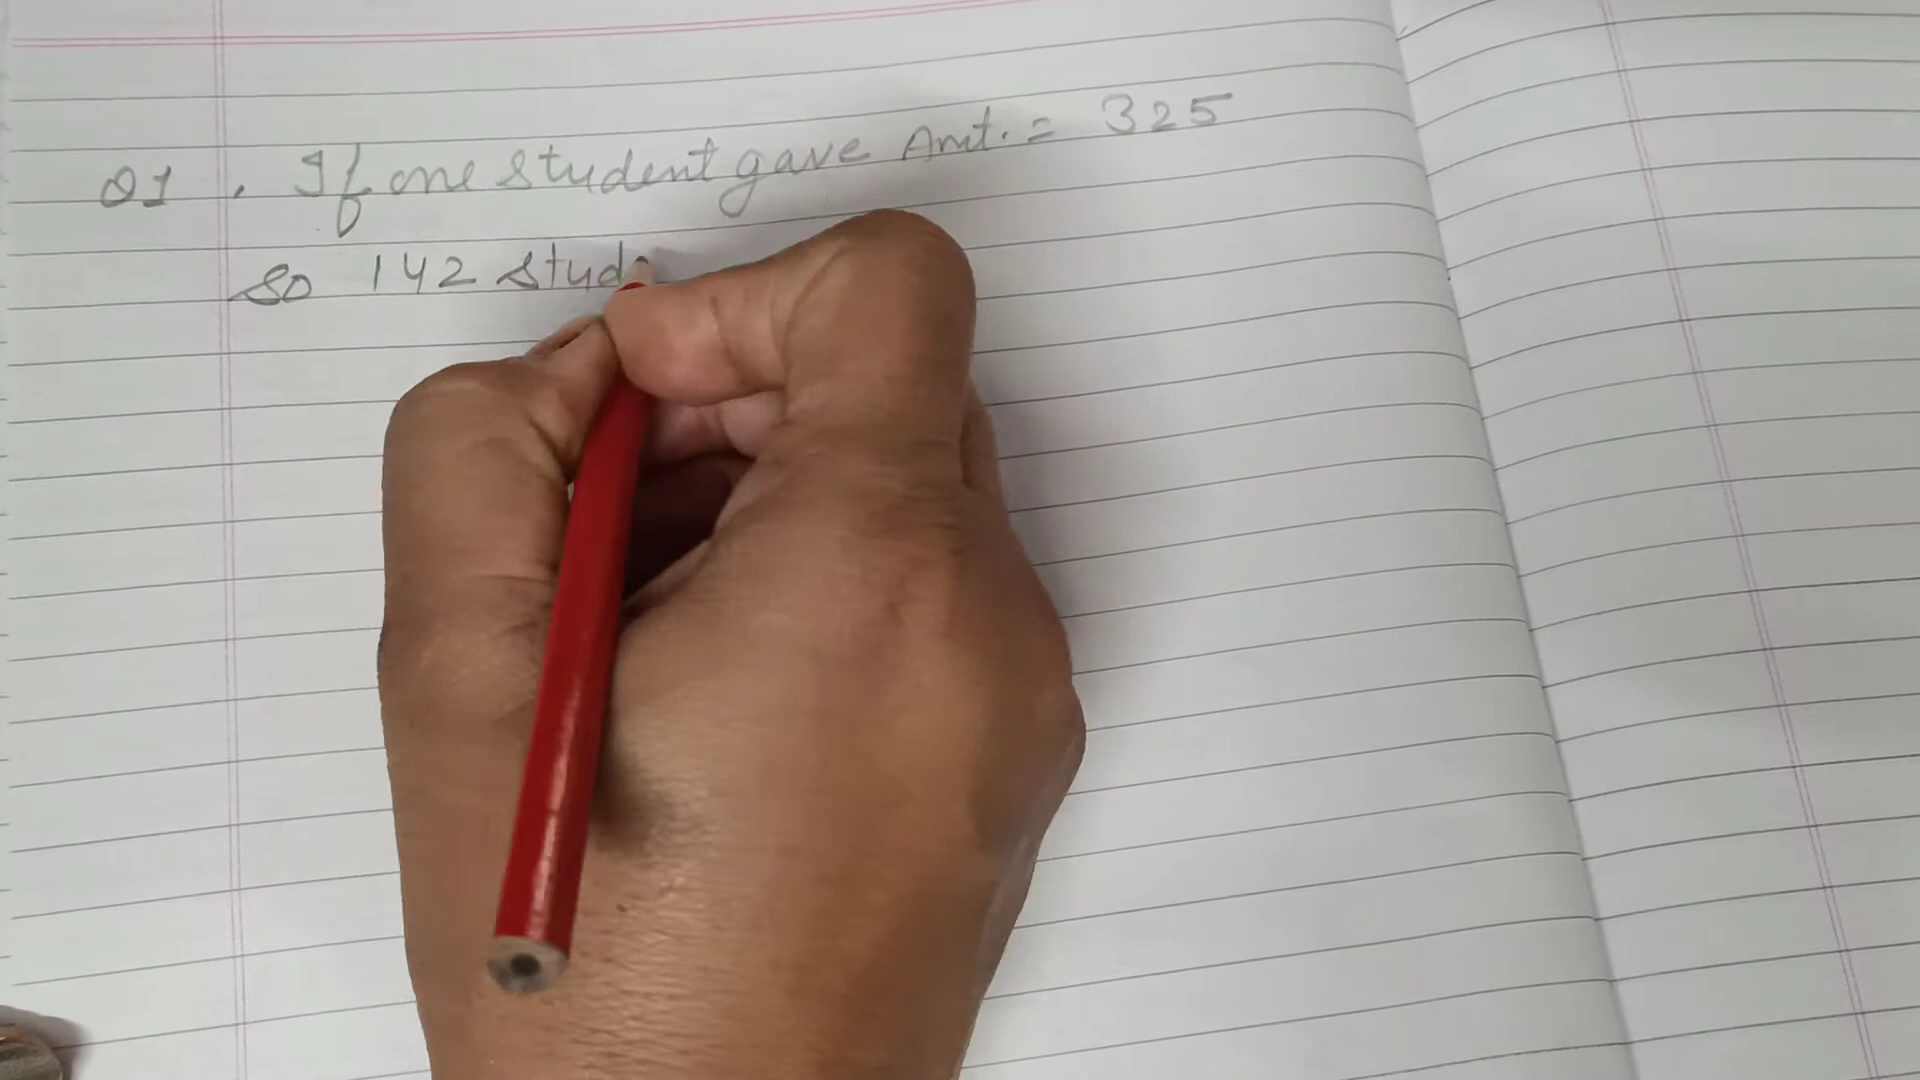 Q1. If one student gave Amt. = 325
So 142 stud